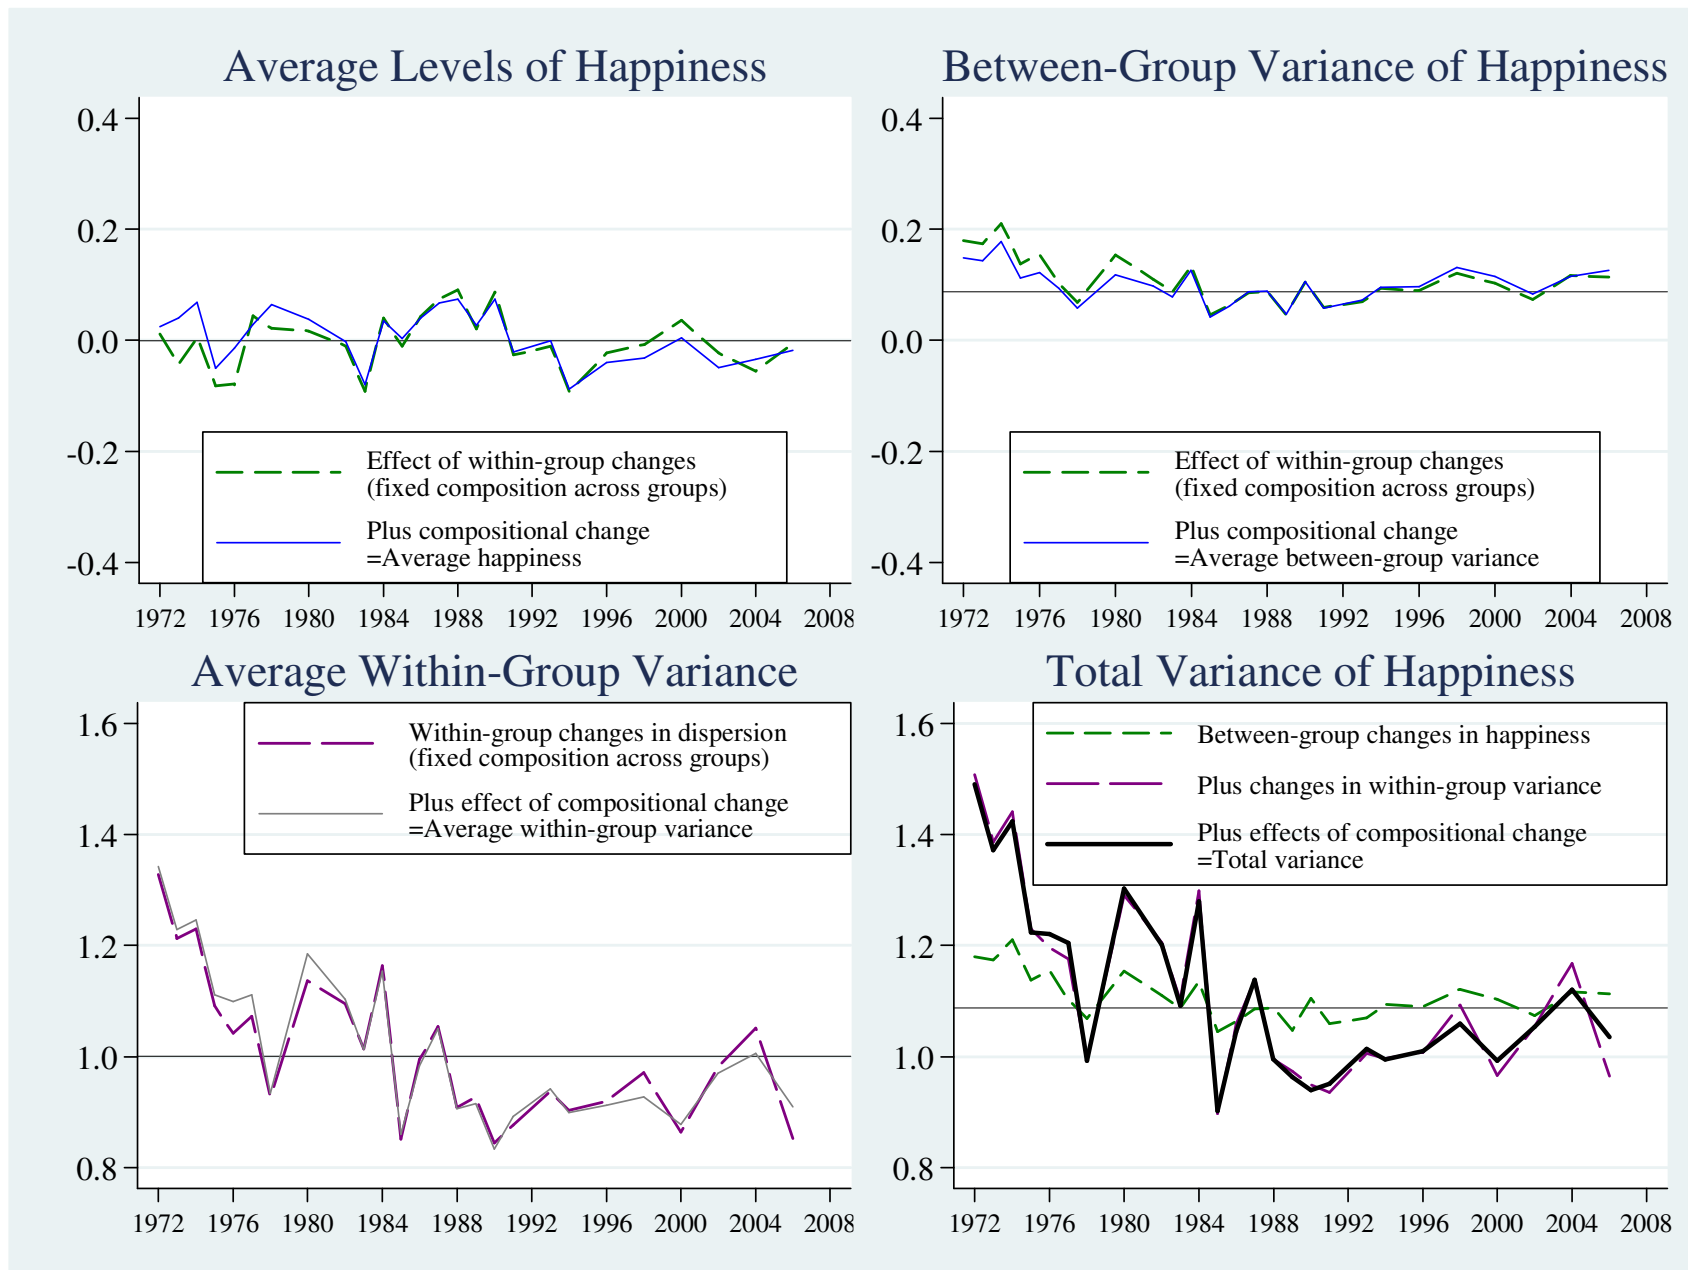 Average Levels of Happiness
0.4
0.2
0.0
-0.2
-0.4
Effect of within-group changes
(fixed composition across groups)
Plus compositional change
=Average happiness
1972 1976 1980 1984 1988 1992 1996 2000 2004 2008
Between-Group Variance of Happiness
0.4
0.2
0.0
-0.2
-0.4
Effect of within-group changes
(fixed composition across groups)
Plus compositional change
=Average between-group variance
1972 1976 1980 1984 1988 1992 1996 2000 2004 2008
Average Within-Group Variance
1.6
1.4
1.2
1.0
0.8
Within-group changes in dispersion
(fixed composition across groups)
Plus effect of compositional change
=Average within-group variance
1972 1976 1980 1984 1988 1992 1996 2000 2004 2008
Total Variance of Happiness
1.6
1.4
1.2
1.0
0.8
Between-group changes in happiness
Plus changes in within-group variance
Plus effects of compositional change
=Total variance
1972 1976 1980 1984 1988 1992 1996 2000 2004 2008